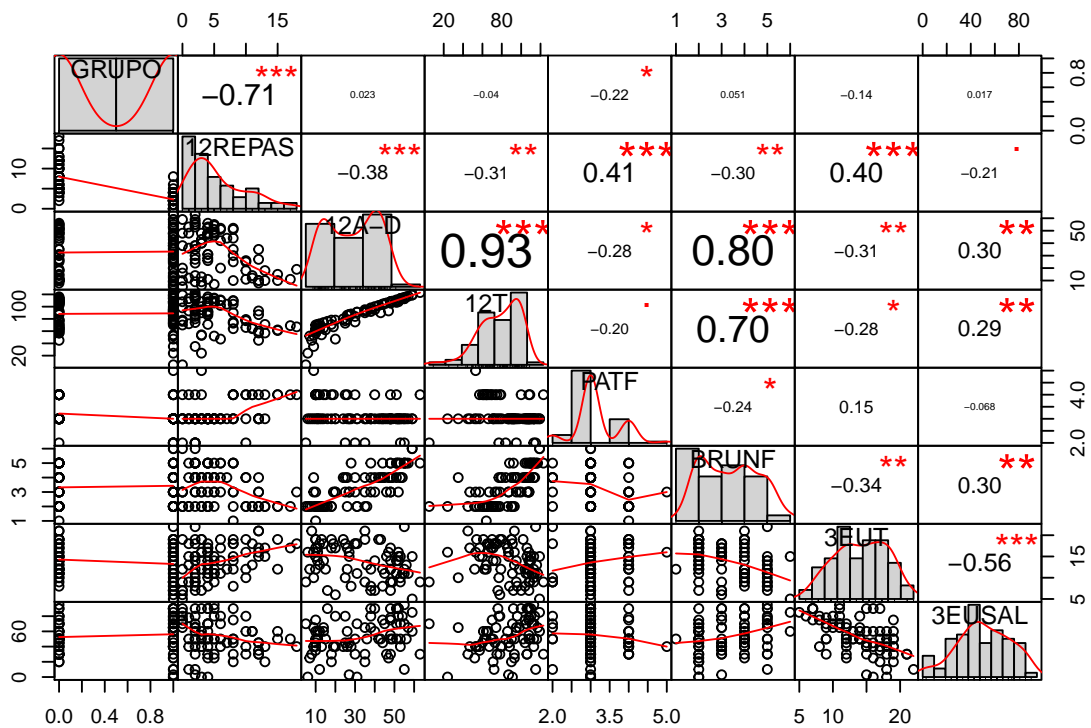 0 5 15 20 80 1 3 5 0 40 80
GRUPO *** −0.71 0.023 −0.04 * −0.22 0.051 −0.14 0.017 0.0 0.8
0 10 12REPAS *** −0.38 ** −0.31 *** 0.41 ** −0.30 *** 0.40 . −0.21
12A−D *** 0.93 * −0.28 *** 0.80 ** −0.31 ** 0.30 10 50
20 100 12T . −0.20 *** 0.70 * −0.28 ** 0.29
PATF * −0.24 0.15 −0.068 2.0 4.0
1 3 5 BRUNF ** −0.34 ** 0.30
3EUT *** −0.56 5 15
0 60 3EUSAL
0.0 0.4 0.8 10 30 50 2.0 3.5 5.0 5 10 20